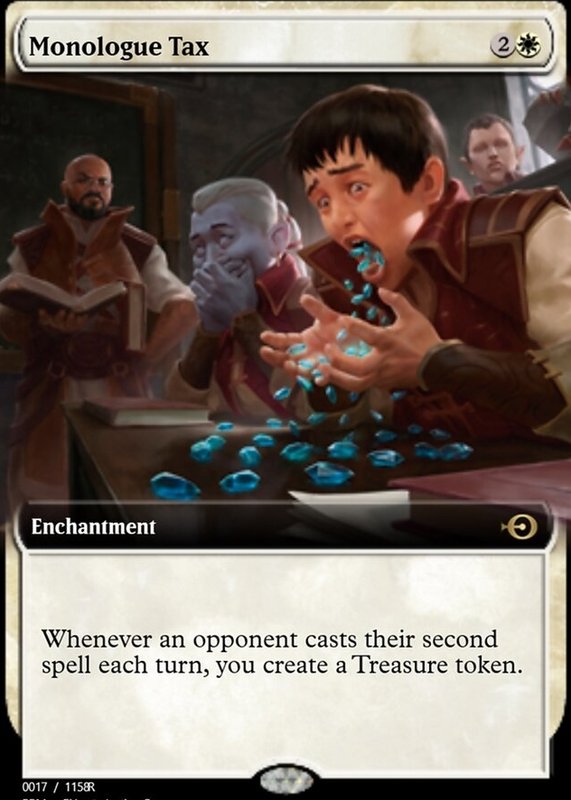 Monologue Tax 2
Enchantment
Whenever an opponent casts their second
spell each turn, you create a Treasure token.
0017 / 1158R